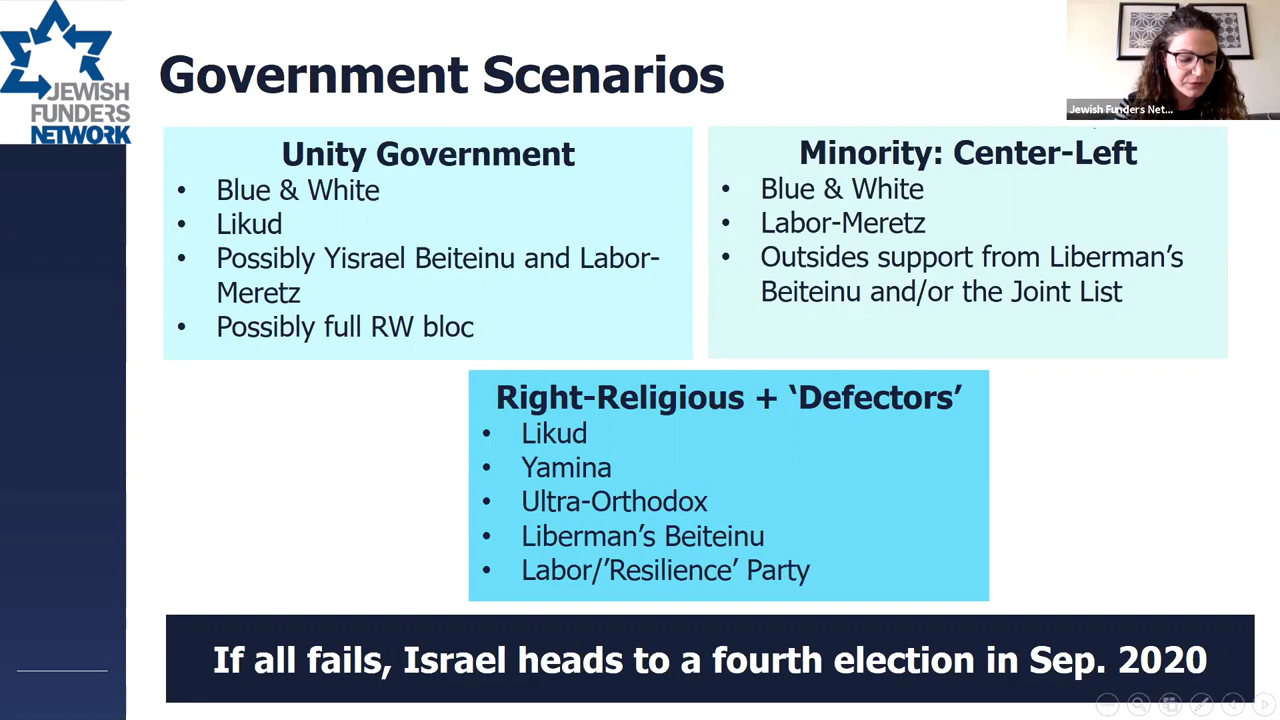 JEWISH
FUNDERS
NETWORK
Government Scenarios
Jewish Funders Net...
Unity Government
• Blue & White
• Likud
• Possibly Yisrael Beiteinu and Labor-
Meretz
• Possibly full RW bloc
Minority: Center-Left
• Blue & White
• Labor-Meretz
• Outsides support from Liberman’s
Beiteinu and/or the Joint List
Right-Religious + ‘Defectors’
• Likud
• Yamina
• Ultra-Orthodox
• Liberman’s Beiteinu
• Labor/’Resilience’ Party
If all fails, Israel heads to a fourth election in Sep. 2020